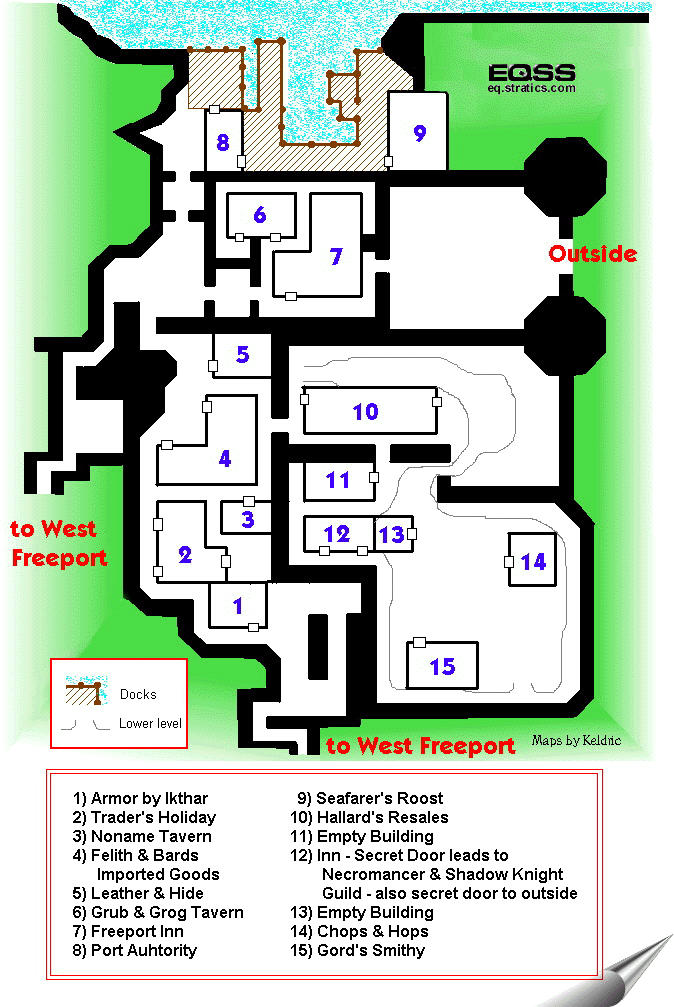 EQSS
eq.stratics.com
8
9
6
7
Outside
5
10
4
11
3
12
13
2
14
1
15
to West
Freeport
Docks
Lower level
to West Freeport
Maps by Keldric
1) Armor by Ikthar
2) Trader's Holiday
3) Noname Tavern
4) Felith & Bards
Imported Goods
5) Leather & Hide
6) Grub & Grog Tavern
7) Freeport Inn
8) Port Auhtority
9) Seafarer's Roost
10) Hallard's Resales
11) Empty Building
12) Inn - Secret Door leads to
Necromancer & Shadow Knight
Guild - also secret door to outside
13) Empty Building
14) Chops & Hops
15) Gord's Smithy